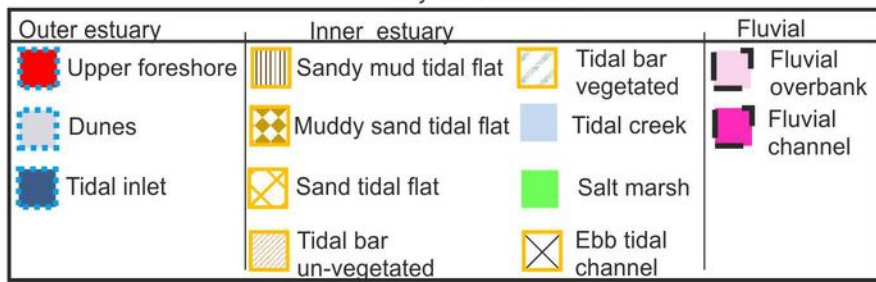 Outer estuary
Upper foreshore
Dunes
Tidal inlet
Inner estuary
Sandy mud tidal flat
Muddy sand tidal flat
Sand tidal flat
Tidal bar
un-vegetated
Tidal bar
vegetated
Tidal creek
Salt marsh
Ebb tidal
channel
Fluvial
Fluvial
overbank
Fluvial
channel